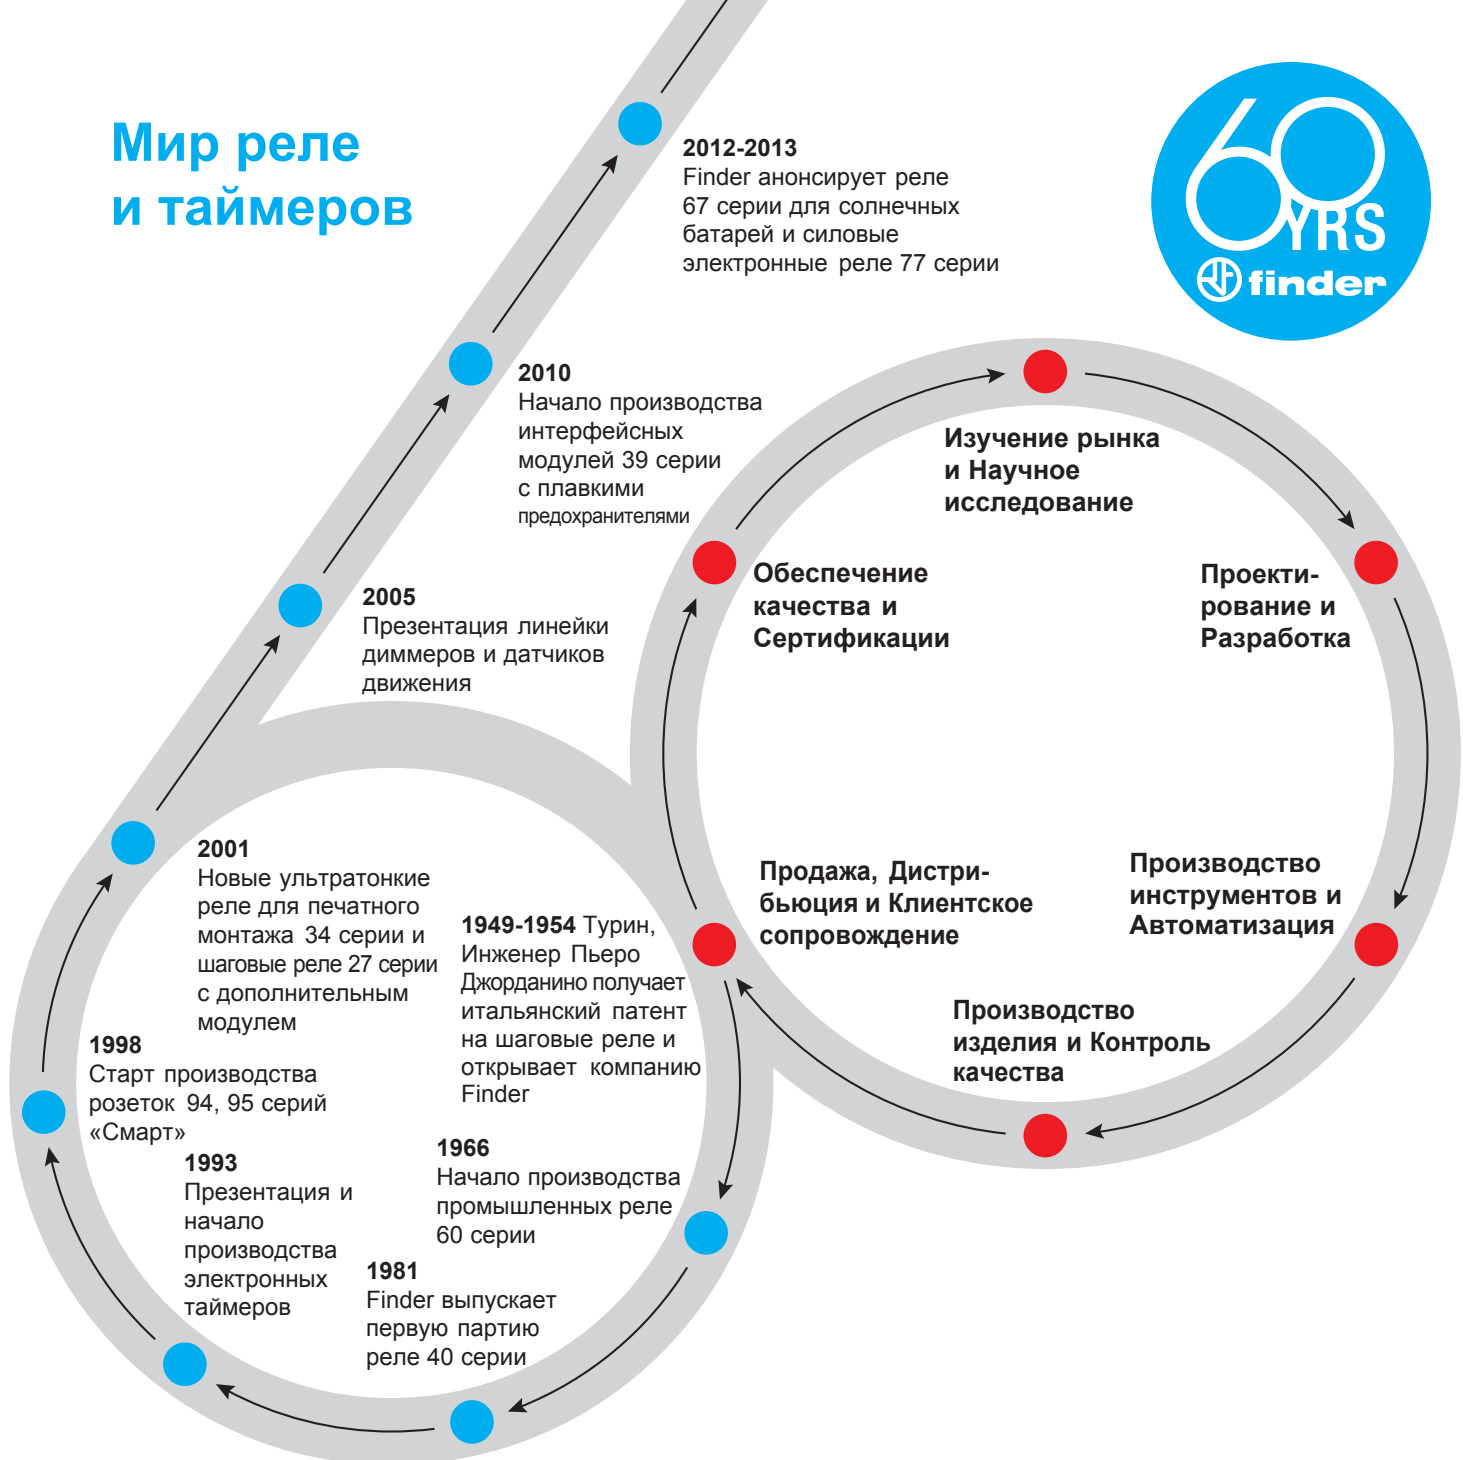 Мир реле
и таймеров
60
YRS
finder
2012-2013
Finder анонсирует реле
67 серии для солнечных
батарей и силовые
электронные реле 77 серии
2010
Начало производства
интерфейсных
модулей 39 серии
с плавкими
предохранителями
2005
Презентация линейки
диммеров и датчиков
движения
2001
Новые ультратонкие
реле для печатного
монтажа 34 серии и
шаговые реле 27 серии
с дополнительным
модулем
1949-1954 Турин,
Инженер Пьеро
Джорданино получает
итальянский патент
на шаговые реле и
открывает компанию
Finder
1998
Старт производства
розеток 94, 95 серий
«Смарт»
1993
Презентация и
начало
производства
электронных
таймеров
1966
Начало производства
промышленных реле
60 серии
1981
Finder выпускает
первую партию
реле 40 серии
Изучение рынка
и Научное
исследование
Обеспечение
качества и
Сертификации
Проекти-
рование и
Разработка
Продажа, Дистри-
бьюция и Клиентское
сопровождение
Производство
инструментов и
Автоматизация
Производство
изделия и Контроль
качества